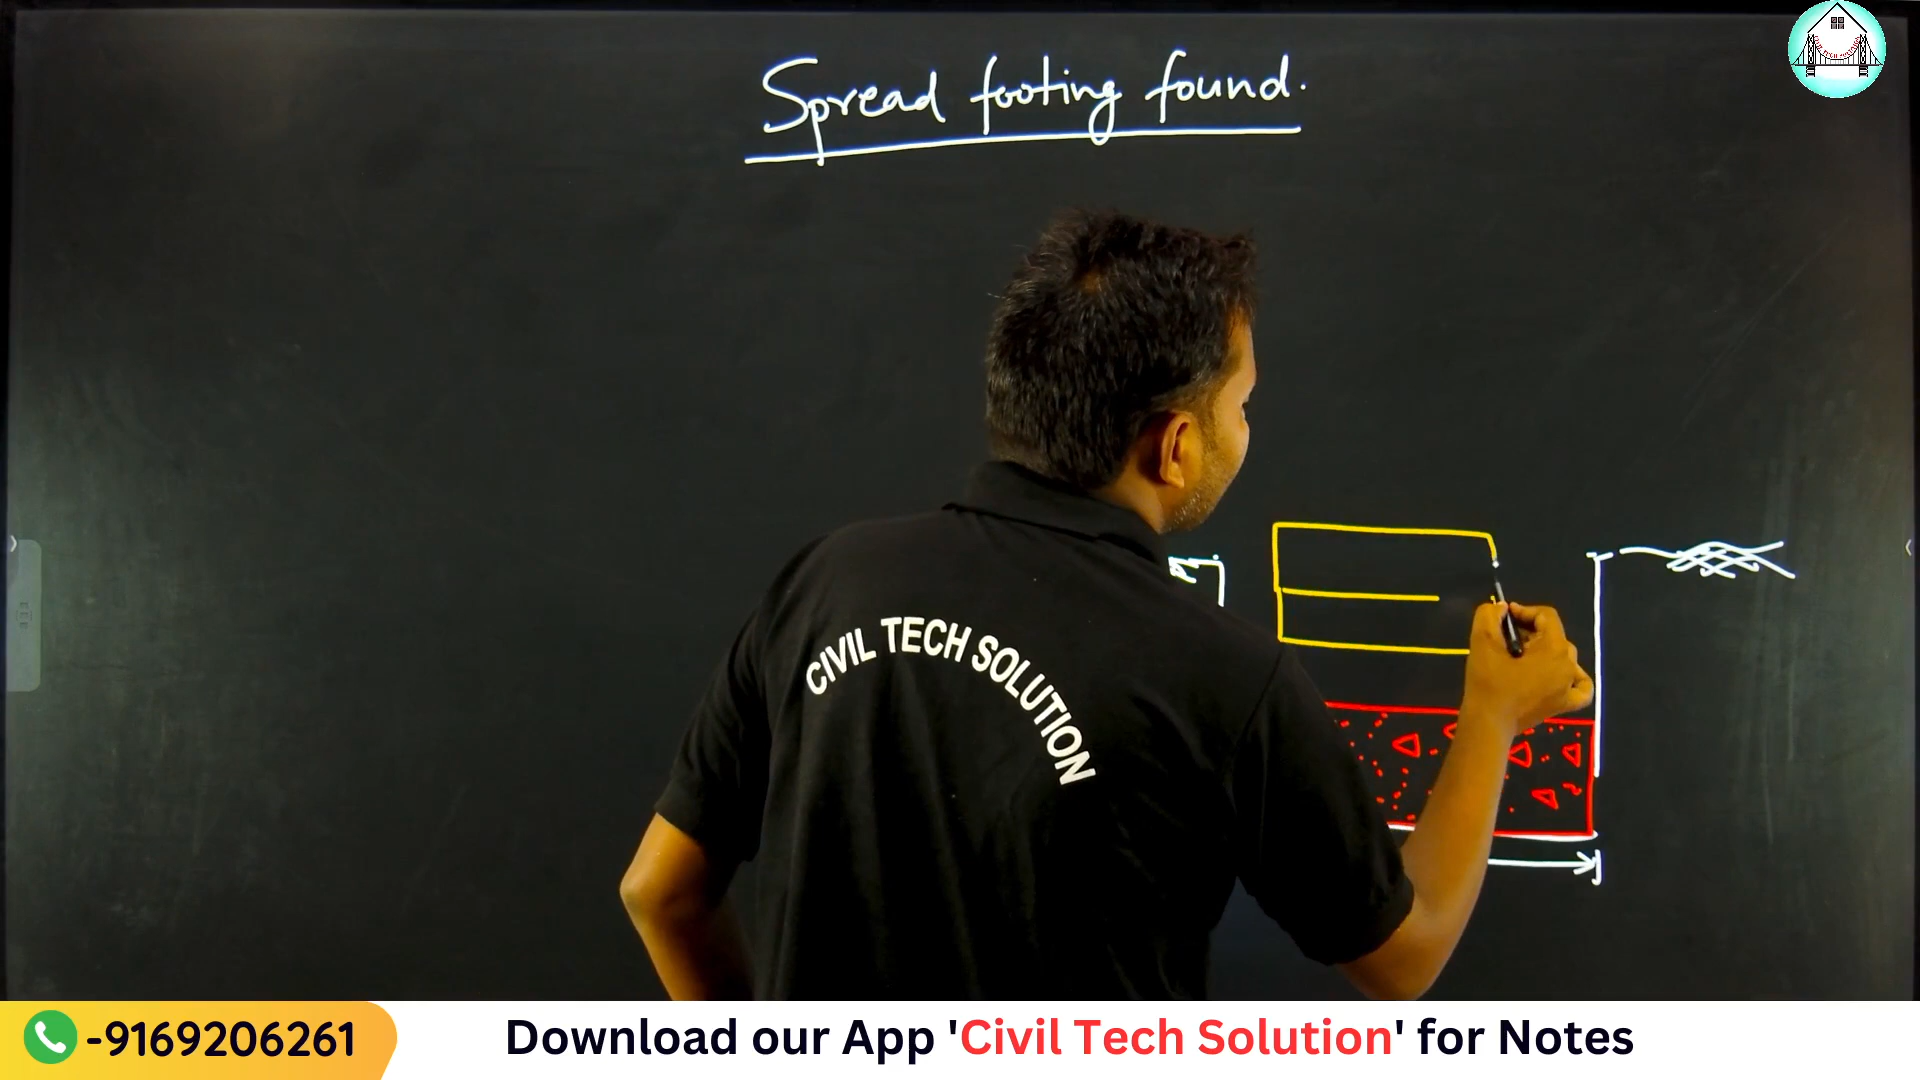 Spread footing found.
CIVIL TECH SOLUTION
-9169206261
Download our App 'Civil Tech Solution' for Notes